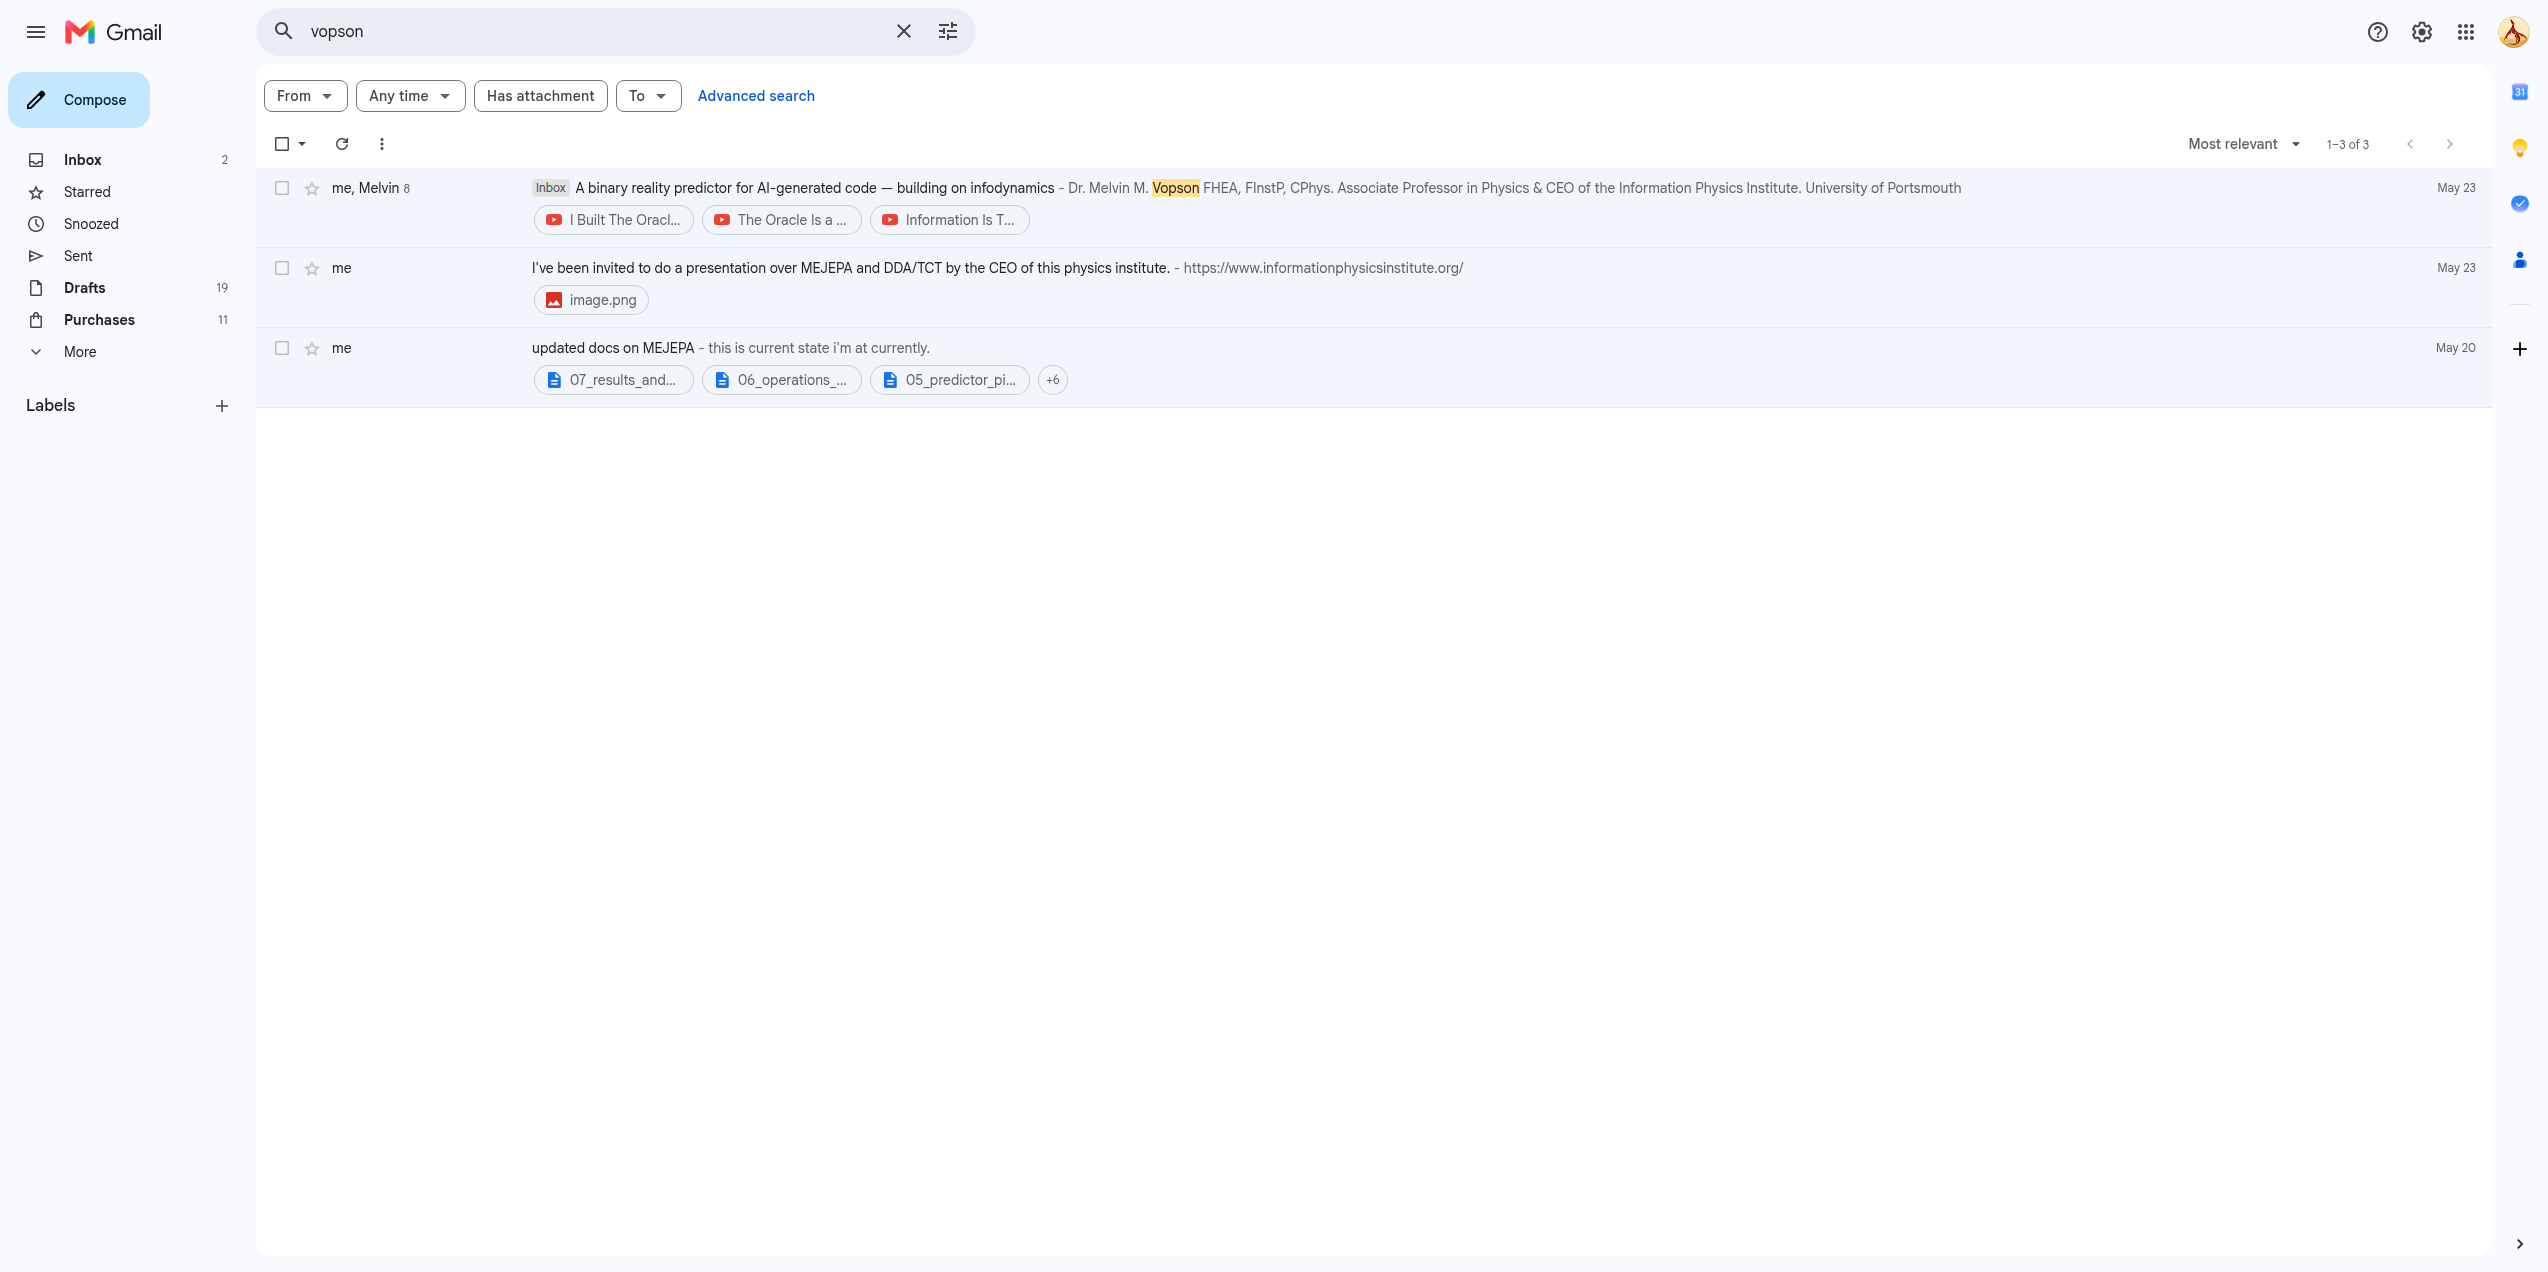 Gmail
vopson
Compose
Inbox 2
Starred
Snoozed
Sent
Drafts 19
Purchases 11
More
Labels
From
Any time
Has attachment
To
Advanced search
Most relevant
1–3 of 3
me, Melvin 8
Inbox A binary reality predictor for AI-generated code — building on infodynamics - Dr. Melvin M. Vopson FHEA, FInstP, CPhys. Associate Professor in Physics & CEO of the Information Physics Institute. University of Portsmouth
May 23
I Built The Oracl...
The Oracle Is a ...
Information Is T...
me
I've been invited to do a presentation over MEJEPA and DDA/TCT by the CEO of this physics institute. - https://www.informationphysicsinstitute.org/
May 23
image.png
me
updated docs on MEJEPA - this is current state i'm at currently.
May 20
07_results_and...
06_operations_...
05_predictor_pi...
+6
31